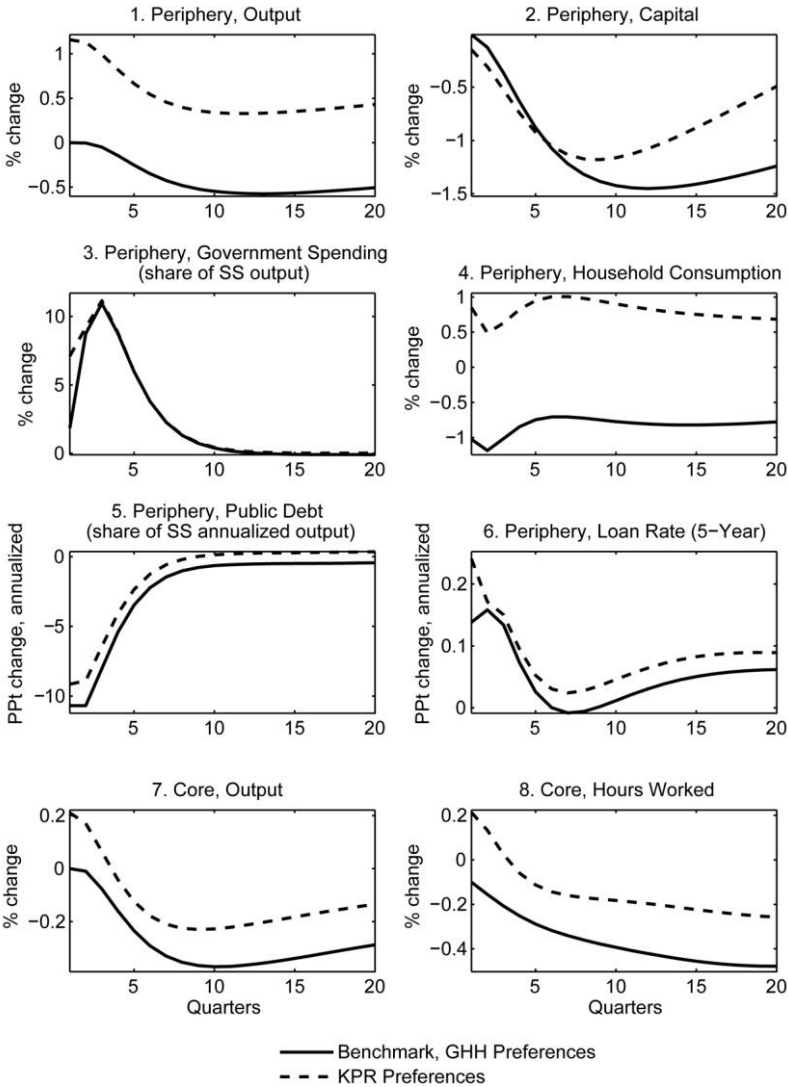 1. Periphery, Output
% change
1
0.5
0
−0.5
5
10
15
20
2. Periphery, Capital
% change
−0.5
−1
−1.5
5
10
15
20
3. Periphery, Government Spending
(share of SS output)
% change
10
5
0
5
10
15
20
4. Periphery, Household Consumption
% change
1
0.5
0
−0.5
−1
5
10
15
20
5. Periphery, Public Debt
(share of SS annualized output)
PPt change, annualized
0
−5
−10
5
10
15
20
6. Periphery, Loan Rate (5−Year)
PPt change, annualized
0.2
0.1
0
5
10
15
20
7. Core, Output
% change
0.2
0
−0.2
5
10
15
20
Quarters
8. Core, Hours Worked
% change
0.2
0
−0.2
−0.4
5
10
15
20
Quarters
Benchmark, GHH Preferences
KPR Preferences